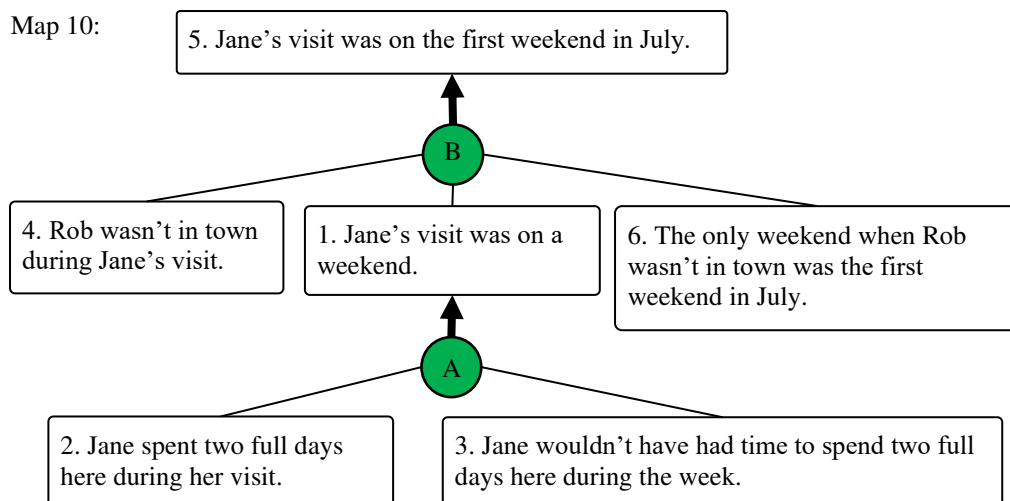 Map 10:
5. Jane’s visit was on the first weekend in July.
B
4. Rob wasn’t in town
during Jane’s visit.
1. Jane’s visit was on a
weekend.
6. The only weekend when Rob
wasn’t in town was the first
weekend in July.
A
2. Jane spent two full days
here during her visit.
3. Jane wouldn’t have had time to spend two full
days here during the week.